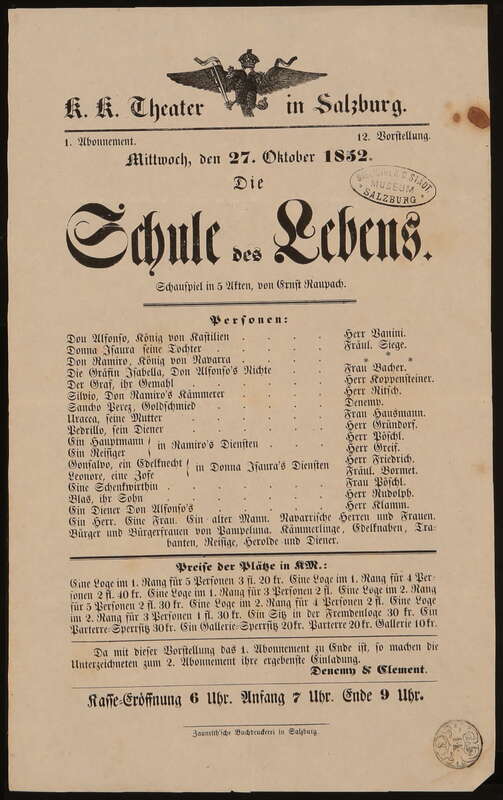 K. K. Theater in Salzburg.
1. Abonnement. 12. Vorstellung.
Mittwoch, den 27. Oktober 1852.
Die
Schule des Lebens.
Schauspiel in 5 Akten, von Ernst Raupach.
Personen:
Don Alfonso, König von Kastilien . . . . . Herr Vanini.
Donna Isaura seine Tochter . . . . . Fräul. Siege.
Don Ramiro, König von Navarra . . . . . * * *
Die Gräfin Isabella, Don Alfonso's Nichte . . . . Frau Bacher.
Der Graf, ihr Gemahl . . . . . Herr Koppensteiner.
Silvio, Don Ramiro's Kämmerer . . . . . Herr Ritsch.
Sancho Perez, Goldschmied . . . . . Denemy.
Uracca, seine Mutter . . . . . Frau Hausmann.
Pedrillo, sein Diener . . . . . Herr Gründorf.
Ein Hauptmann } in Ramiro's Diensten . . . . Herr Pöschl.
Ein Reisiger Herr Greif.
Gonsalvo, ein Edelknecht } in Donna Isaura's Diensten Herr Friedrich.
Leonore, eine Zofe Fräul. Bormet.
Eine Schenkwirthin . . . . . Frau Pöschl.
Blas, ihr Sohn . . . . . Herr Rudolph.
Ein Diener Don Alfonso's . . . . . Herr Klamm.
Ein Herr. Eine Frau. Ein alter Mann. Navarrische Herren und Frauen.
Bürger und Bürgerfrauen von Pampeluna. Kämmerlinge, Edelknaben, Tra-
banten, Reisige, Herolde und Diener.
Preise der Plätze in KM.:
Eine Loge im 1. Rang für 5 Personen 3 fl. 20 kr. Eine Loge im 1. Rang für 4 Per-
sonen 2 fl. 40 kr. Eine Loge im 1. Rang für 3 Personen 2 fl. Eine Loge im 2. Rang
für 5 Personen 2 fl. 30 kr. Eine Loge im 2. Rang für 4 Personen 2 fl. Eine Loge
im 2. Rang für 3 Personen 1 fl. 30 kr. Ein Sitz in der Fremdenloge 30 kr. Ein
Parterre-Sperrsitz 30 kr. Ein Gallerie-Sperrsitz 20 kr. Parterre 20 kr. Gallerie 10 kr.
Da mit dieser Vorstellung das 1. Abonnement zu Ende ist, so machen die
Unterzeichneten zum 2. Abonnement ihre ergebenste Einladung.
Denemy & Clement.
Kasse-Eröffnung 6 Uhr. Anfang 7 Uhr. Ende 9 Uhr.
Zaunrith'sche Buchdruckerei in Salzburg.
MUSEUM
SALZBURG